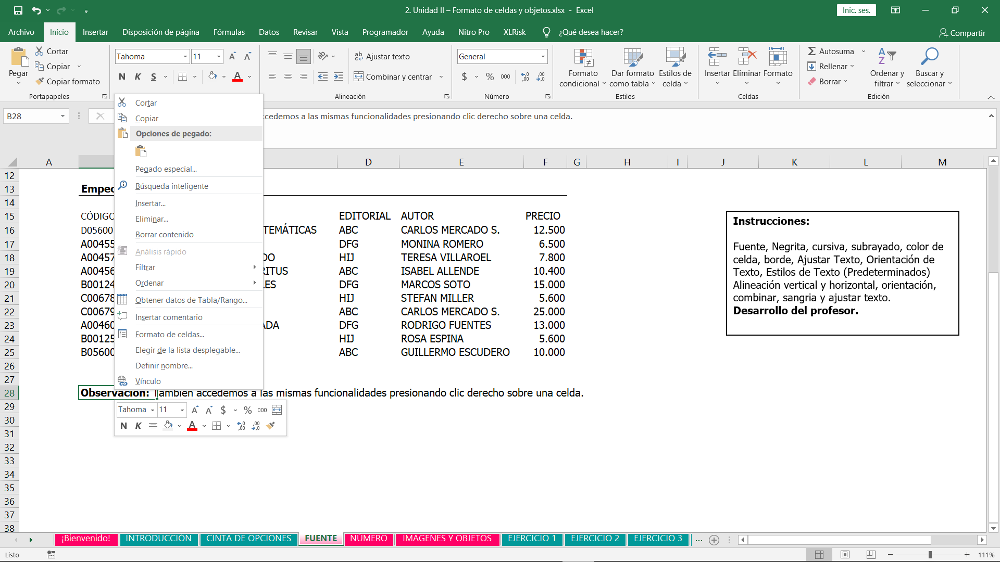 2. Unidad II – Formato de celdas y objetos.xlsx - Excel
Inic. ses.
Archivo Inicio Insertar Disposición de página Fórmulas Datos Revisar Vista Programador Ayuda Nitro Pro XLRisk ¿Qué desea hacer? Compartir
Pegar
Cortar
Copiar
Copiar formato
Portapapeles
Tahoma 11
N K S
Ajustar texto
Combinar y centrar
Alineación
General
$ % 000
Número
Formato condicional
Dar formato como tabla
Estilos de celda
Estilos
Insertar Eliminar Formato
Celdas
Autosuma
Rellenar
Borrar
Ordenar y filtrar
Buscar y seleccionar
Edición
B28
accedemos a las mismas funcionalidades presionando clic derecho sobre una celda.
Cortar
Copiar
Opciones de pegado:
Pegado especial...
Búsqueda inteligente
Insertar...
Eliminar...
Borrar contenido
Análisis rápido
Filtrar
Ordenar
Obtener datos de Tabla/Rango...
Insertar comentario
Formato de celdas...
Elegir de la lista desplegable...
Definir nombre...
Vínculo
A D E F G H I J K L M
12
13 Empec
14
15 CÓDIGO EDITORIAL AUTOR PRECIO
16 D05600 TEMÁTICAS ABC CARLOS MERCADO S. 12.500
17 A00455 DFG MONINA ROMERO 6.500
18 A00457 DO HIJ TERESA VILLAROEL 7.800
19 A00456 RITUS ABC ISABEL ALLENDE 10.400
20 B00124 LES DFG MARCOS SOTO 15.000
21 C00678 HIJ STEFAN MILLER 5.600
22 C00679 ABC CARLOS MERCADO S. 25.000
23 A00460 ADA DFG RODRIGO FUENTES 13.000
24 B00125 HIJ ROSA ESPINA 5.600
25 B05600 ABC GUILLERMO ESCUDERO 10.000
26
27
28 Observación: También accedemos a las mismas funcionalidades presionando clic derecho sobre una celda.
29
30
31
32
33
34
35
36
37
38
Instrucciones:
Fuente, Negrita, cursiva, subrayado, color de
celda, borde, Ajustar Texto, Orientación de
Texto, Estilos de Texto (Predeterminados)
Alineación vertical y horizontal, orientación,
combinar, sangria y ajustar texto.
Desarrollo del profesor.
Tahoma 11 $ % 000
N K A
¡Bienvenido! INTRODUCCIÓN CINTA DE OPCIONES FUENTE NÚMERO IMAGENES Y OBJETOS EJERCICIO 1 EJERCICIO 2 EJERCICIO 3 ...
Listo 111%